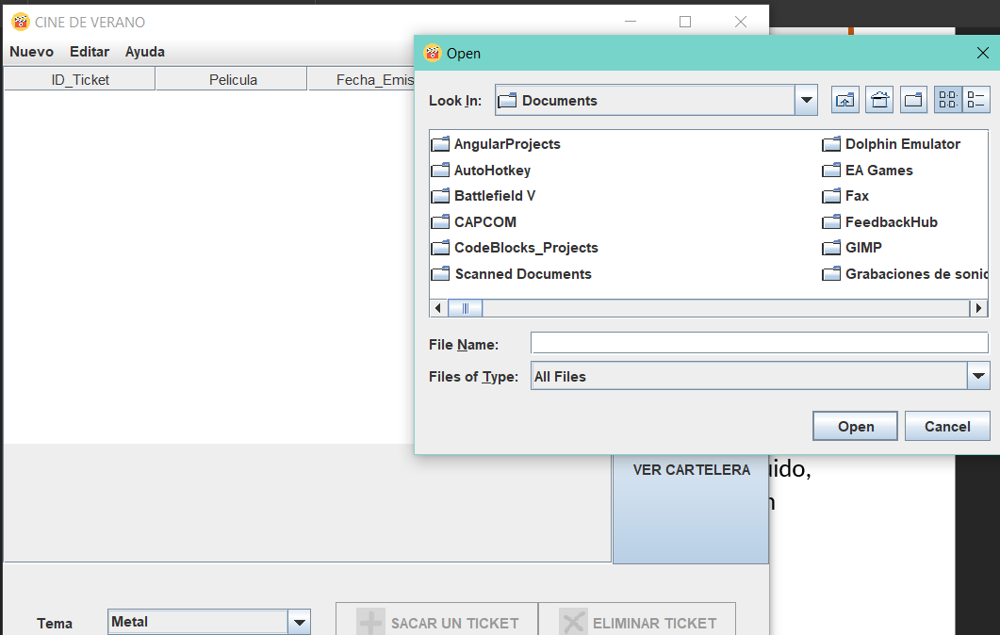 CINE DE VERANO
Nuevo Editar Ayuda
ID_Ticket Pelicula Fecha_Emis
Open
Look In: Documents
AngularProjects Dolphin Emulator
AutoHotkey EA Games
Battlefield V Fax
CAPCOM FeedbackHub
CodeBlocks_Projects GIMP
Scanned Documents Grabaciones de sonic
File Name:
Files of Type: All Files
Open Cancel
VER CARTELERA
uido,
n
Tema Metal SACAR UN TICKET ELIMINAR TICKET